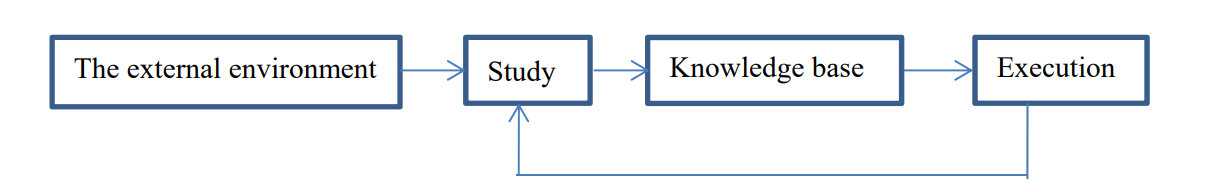 The external environment
Study
Knowledge base
Execution